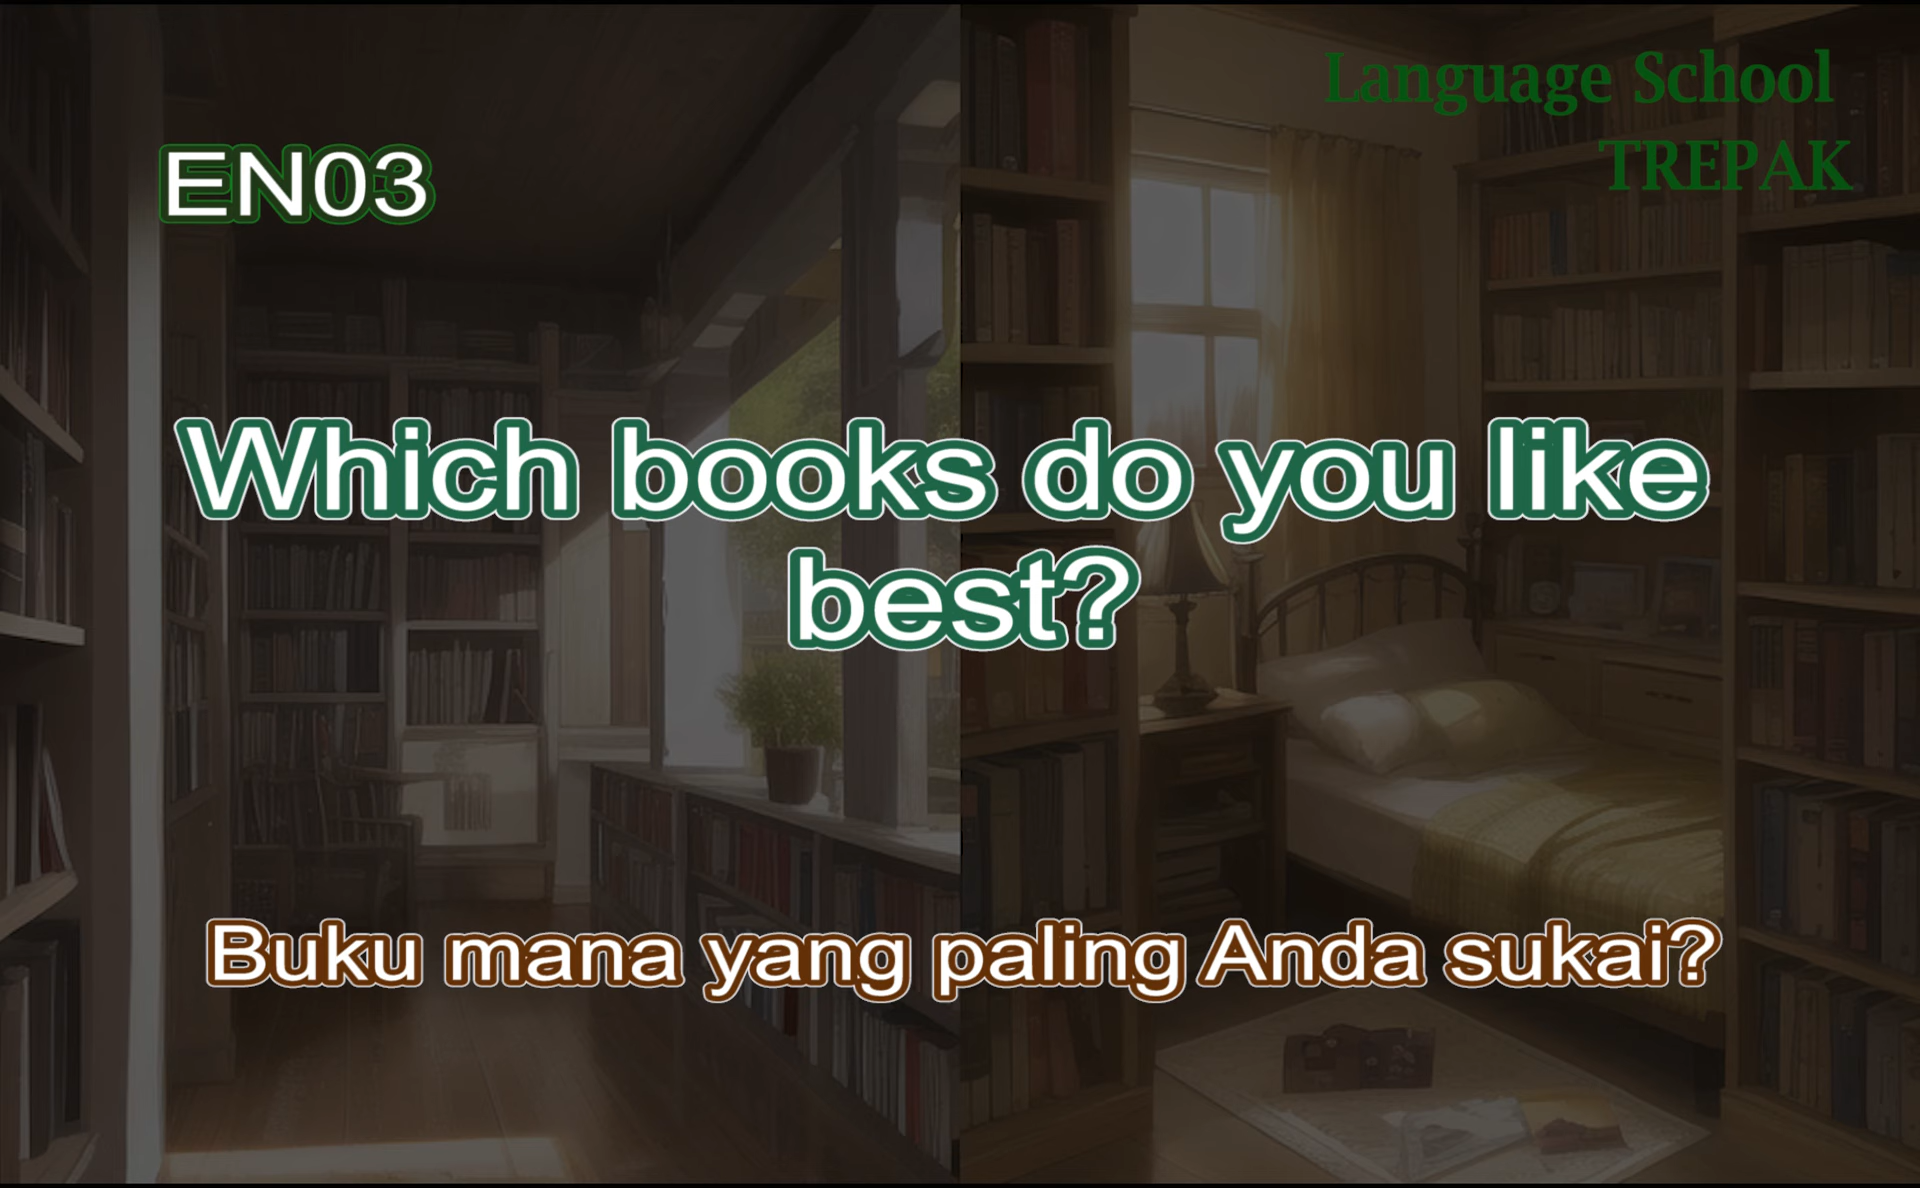 Language School
TREPAK
EN03
Which books do you like
best?
Buku mana yang paling Anda sukai?